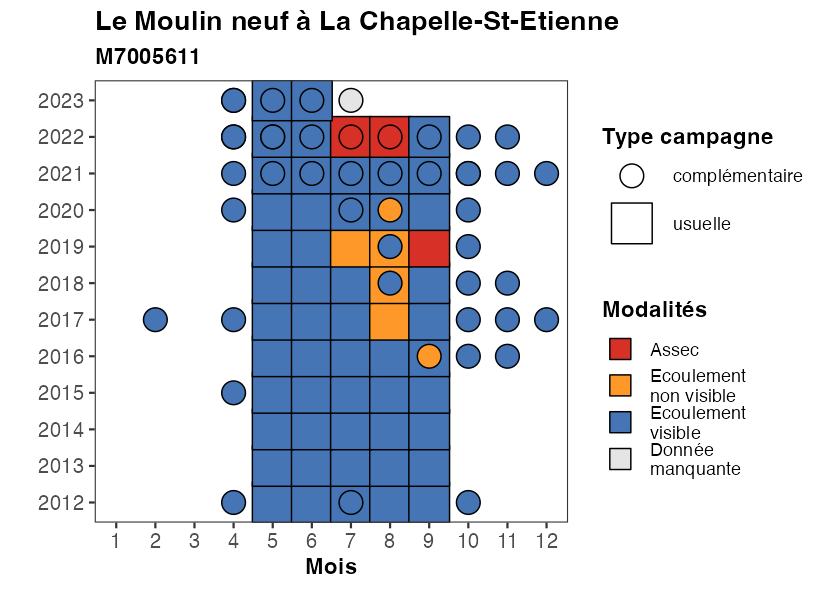 Le Moulin neuf à La Chapelle-St-Etienne
M7005611
2023
2022
2021
2020
2019
2018
2017
2016
2015
2014
2013
2012
1 2 3 4 5 6 7 8 9 10 11 12
Mois
Type campagne
complémentaire
usuelle
Modalités
Assec
Ecoulement
non visible
Ecoulement
visible
Donnée
manquante